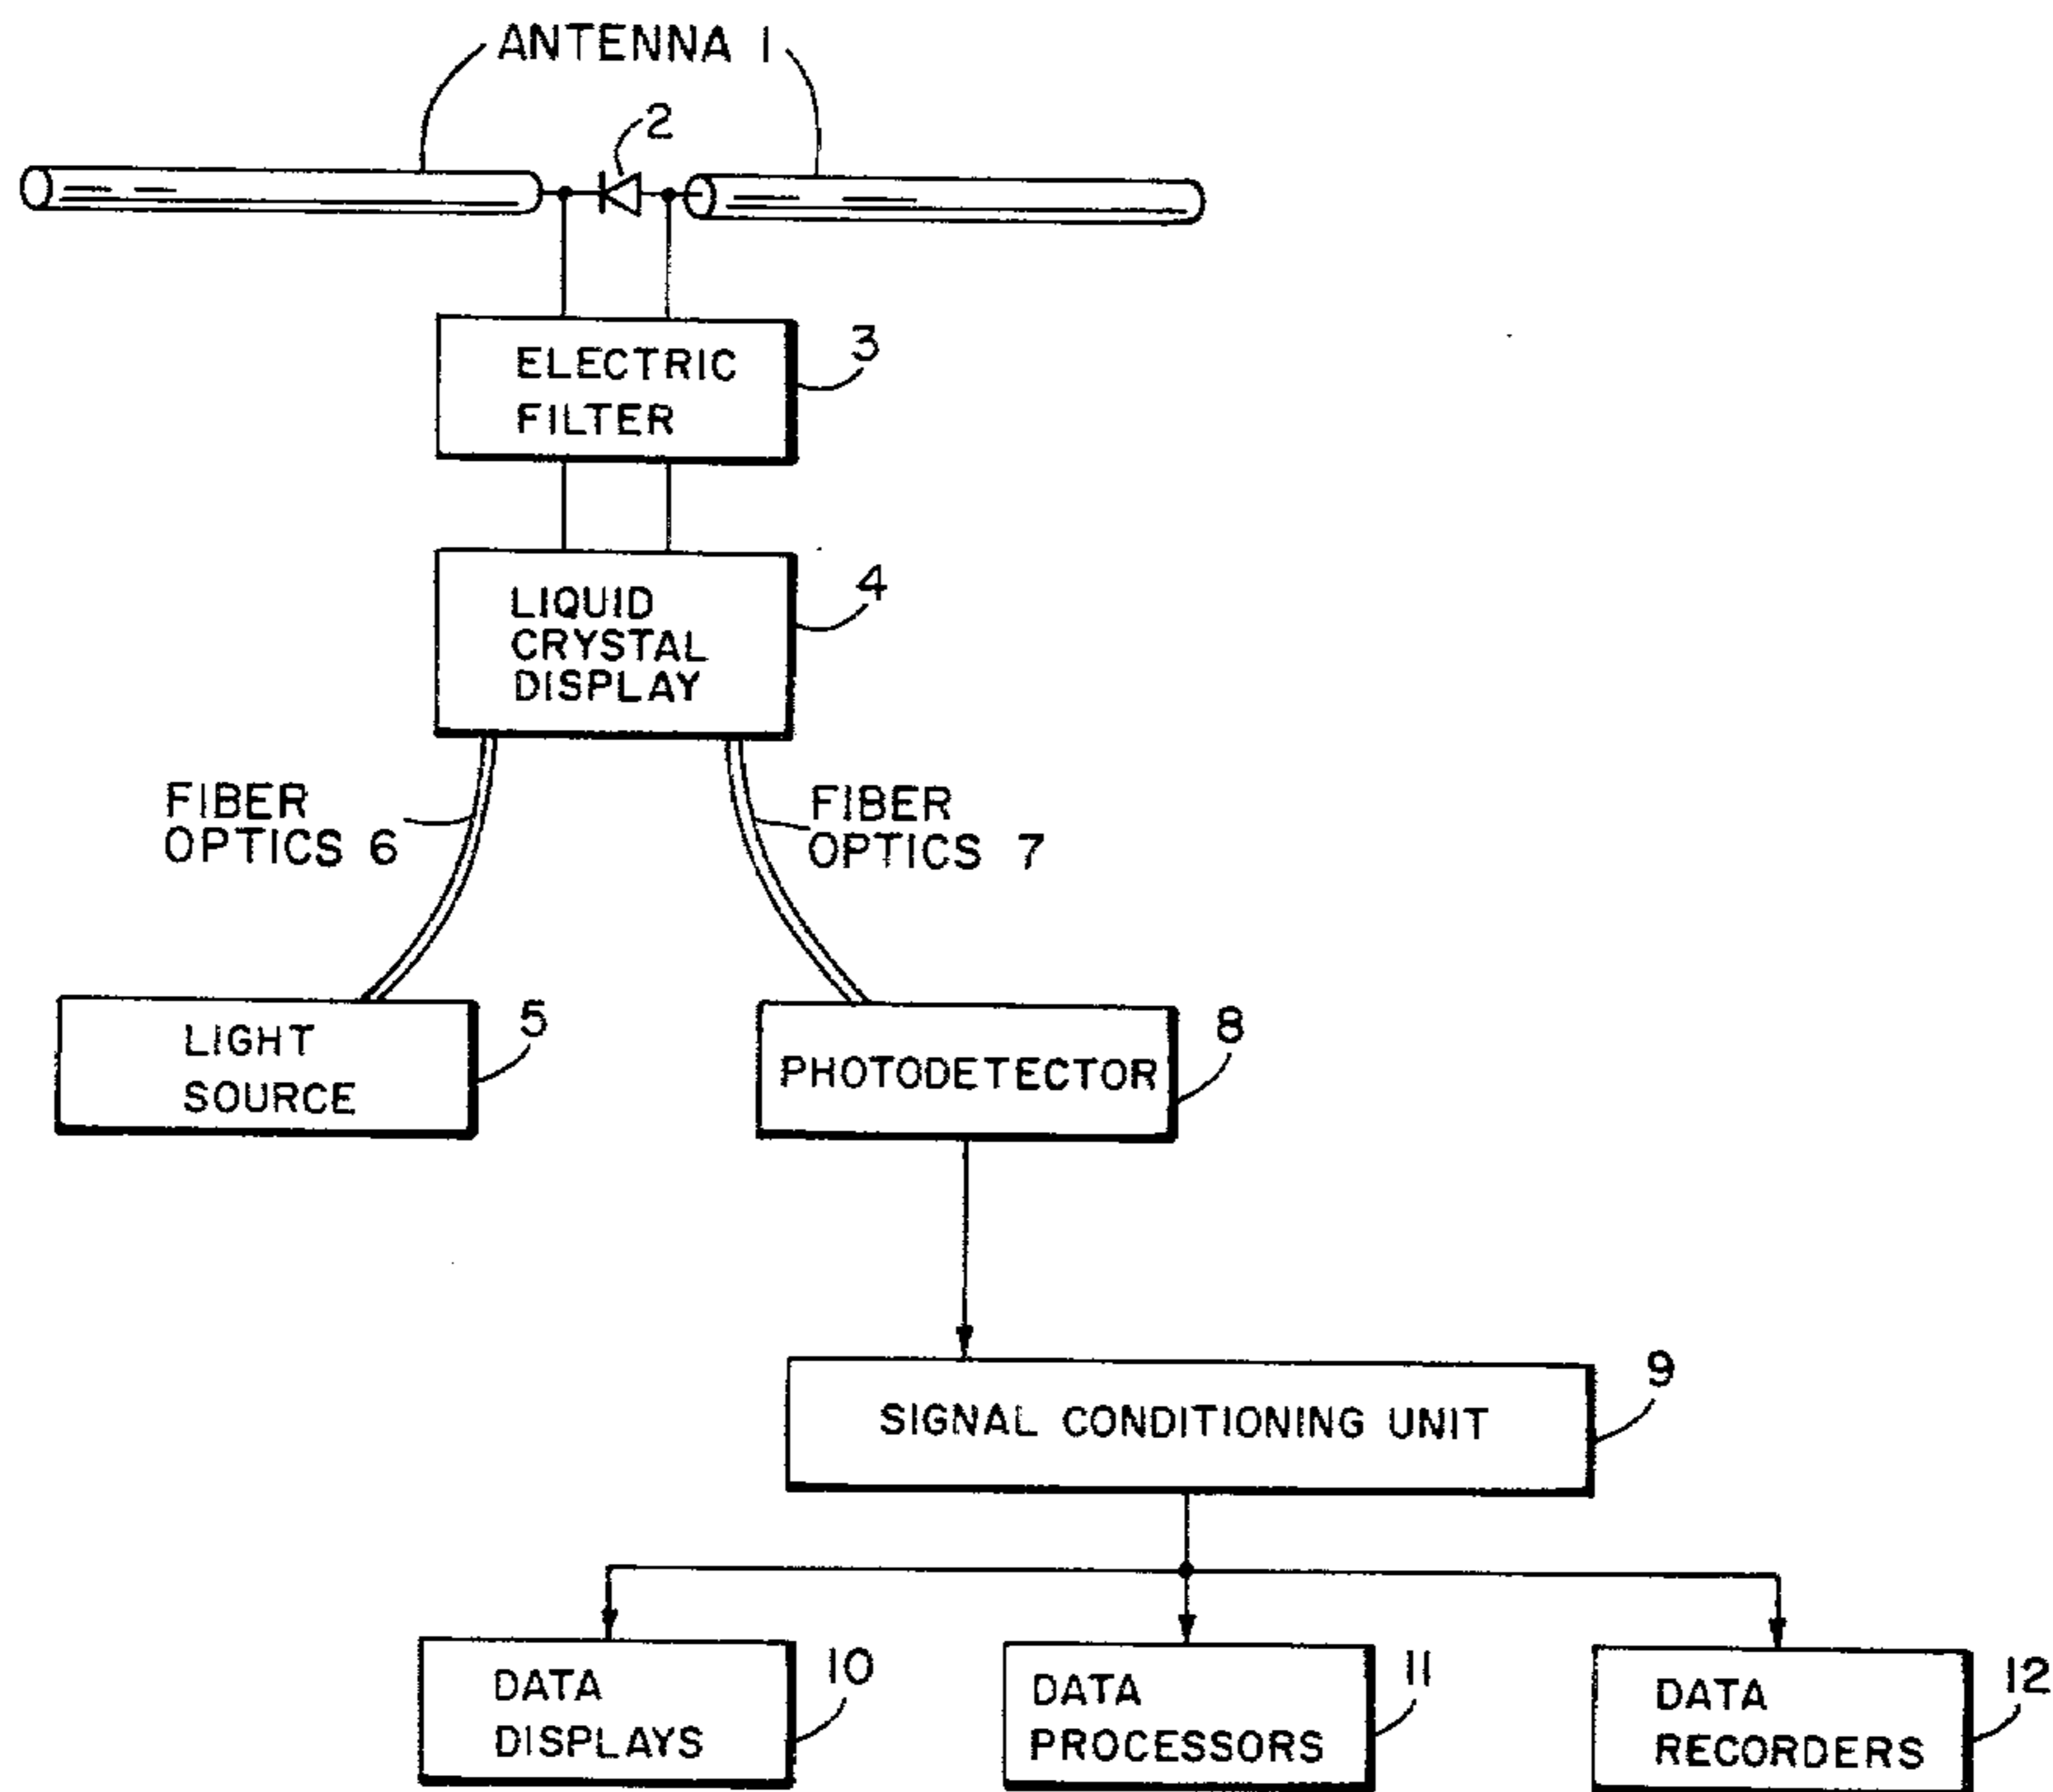 ANTENNA 1
2
ELECTRIC
FILTER
3
LIQUID
CRYSTAL
DISPLAY
4
FIBER
OPTICS 6
FIBER
OPTICS 7
LIGHT
SOURCE
5
PHOTODETECTOR
8
SIGNAL CONDITIONING UNIT
9
DATA
DISPLAYS
10
DATA
PROCESSORS
11
DATA
RECORDERS
12